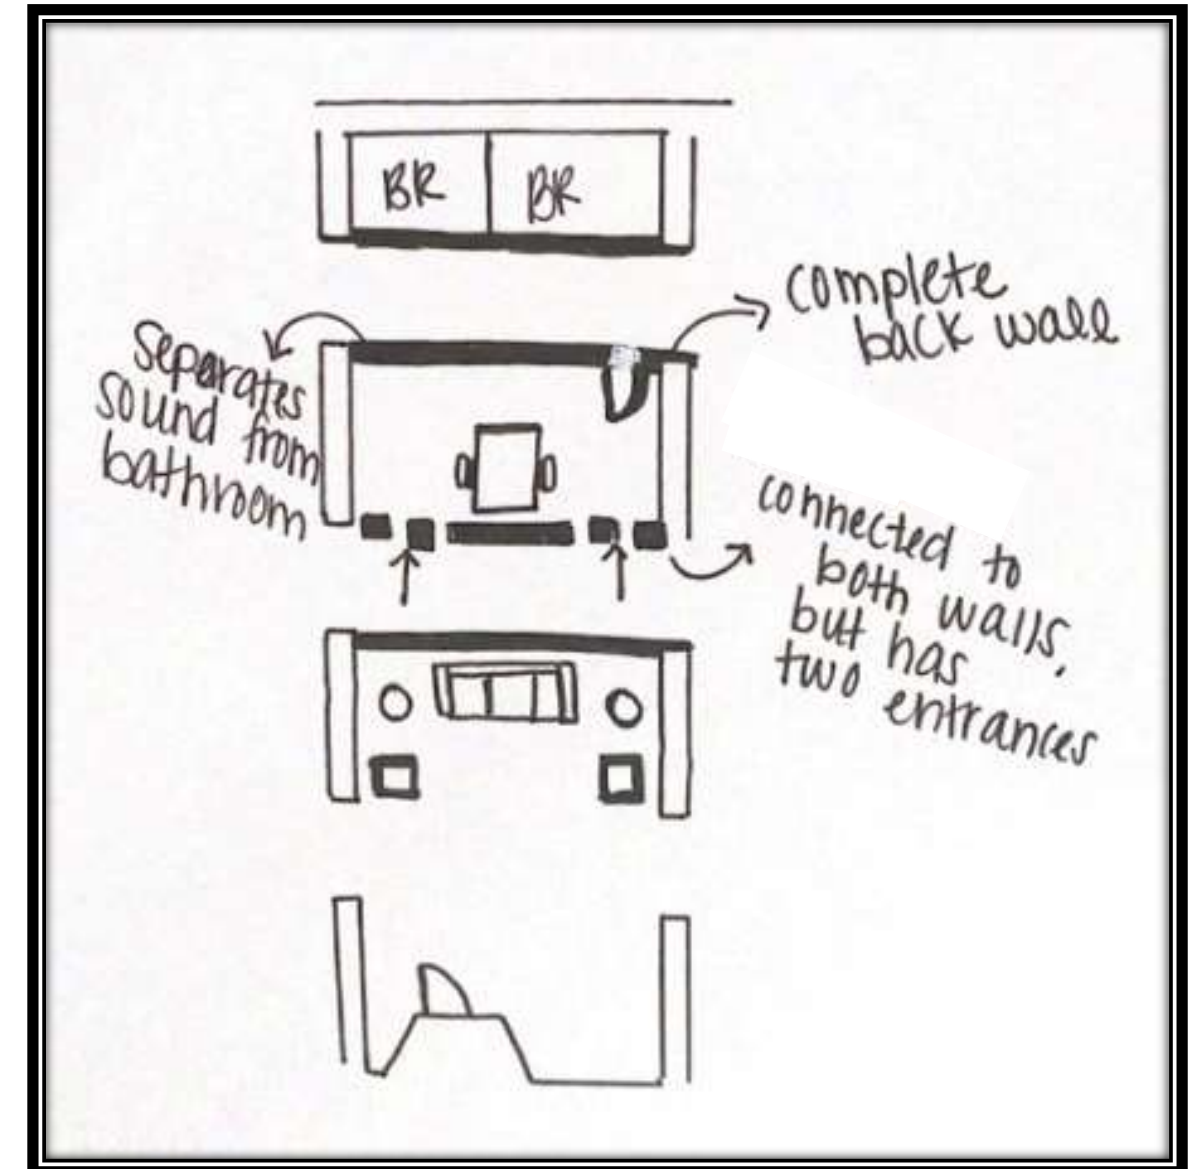 BR BR
complete
back wall
Separates
sound from
bathroom
connected to
both walls,
but has
two entrances